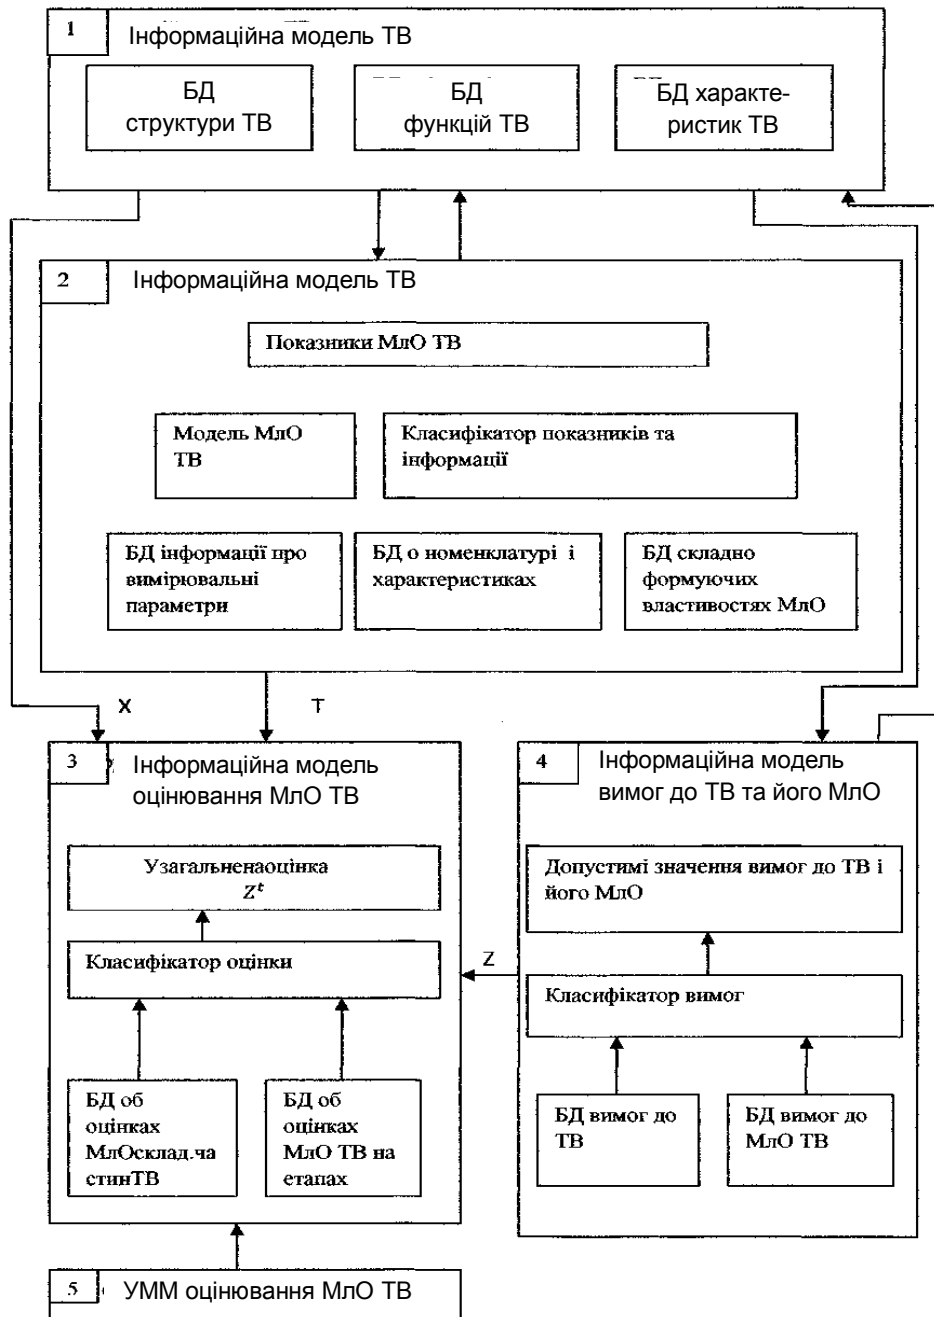 1
Інформаційна модель ТВ
БД
структури ТВ
БД
функцій ТВ
БД характе-
ристик ТВ
2
Інформаційна модель ТВ
Показники МлО ТВ
Модель МлО
ТВ
Класифікатор показників та
інформації
БД інформації про
вимірювальні
параметри
БД о номенклатурі і
характеристиках
БД складно
формуючих
властивостях МлО
X
T
3
Інформаційна модель
оцінювання МлО ТВ
Узагальненаоцінка
Z^t
Класифікатор оцінки
БД об
оцінках
МлОсклад.ча
стинТВ
БД об
оцінках
МлО ТВ на
етапах
Z
4
Інформаційна модель
вимог до ТВ та його МлО
Допустимі значення вимог до ТВ і
його МлО
Класифікатор вимог
БД вимог до
ТВ
БД вимог до
МлО ТВ
5
УММ оцінювання МлО ТВ